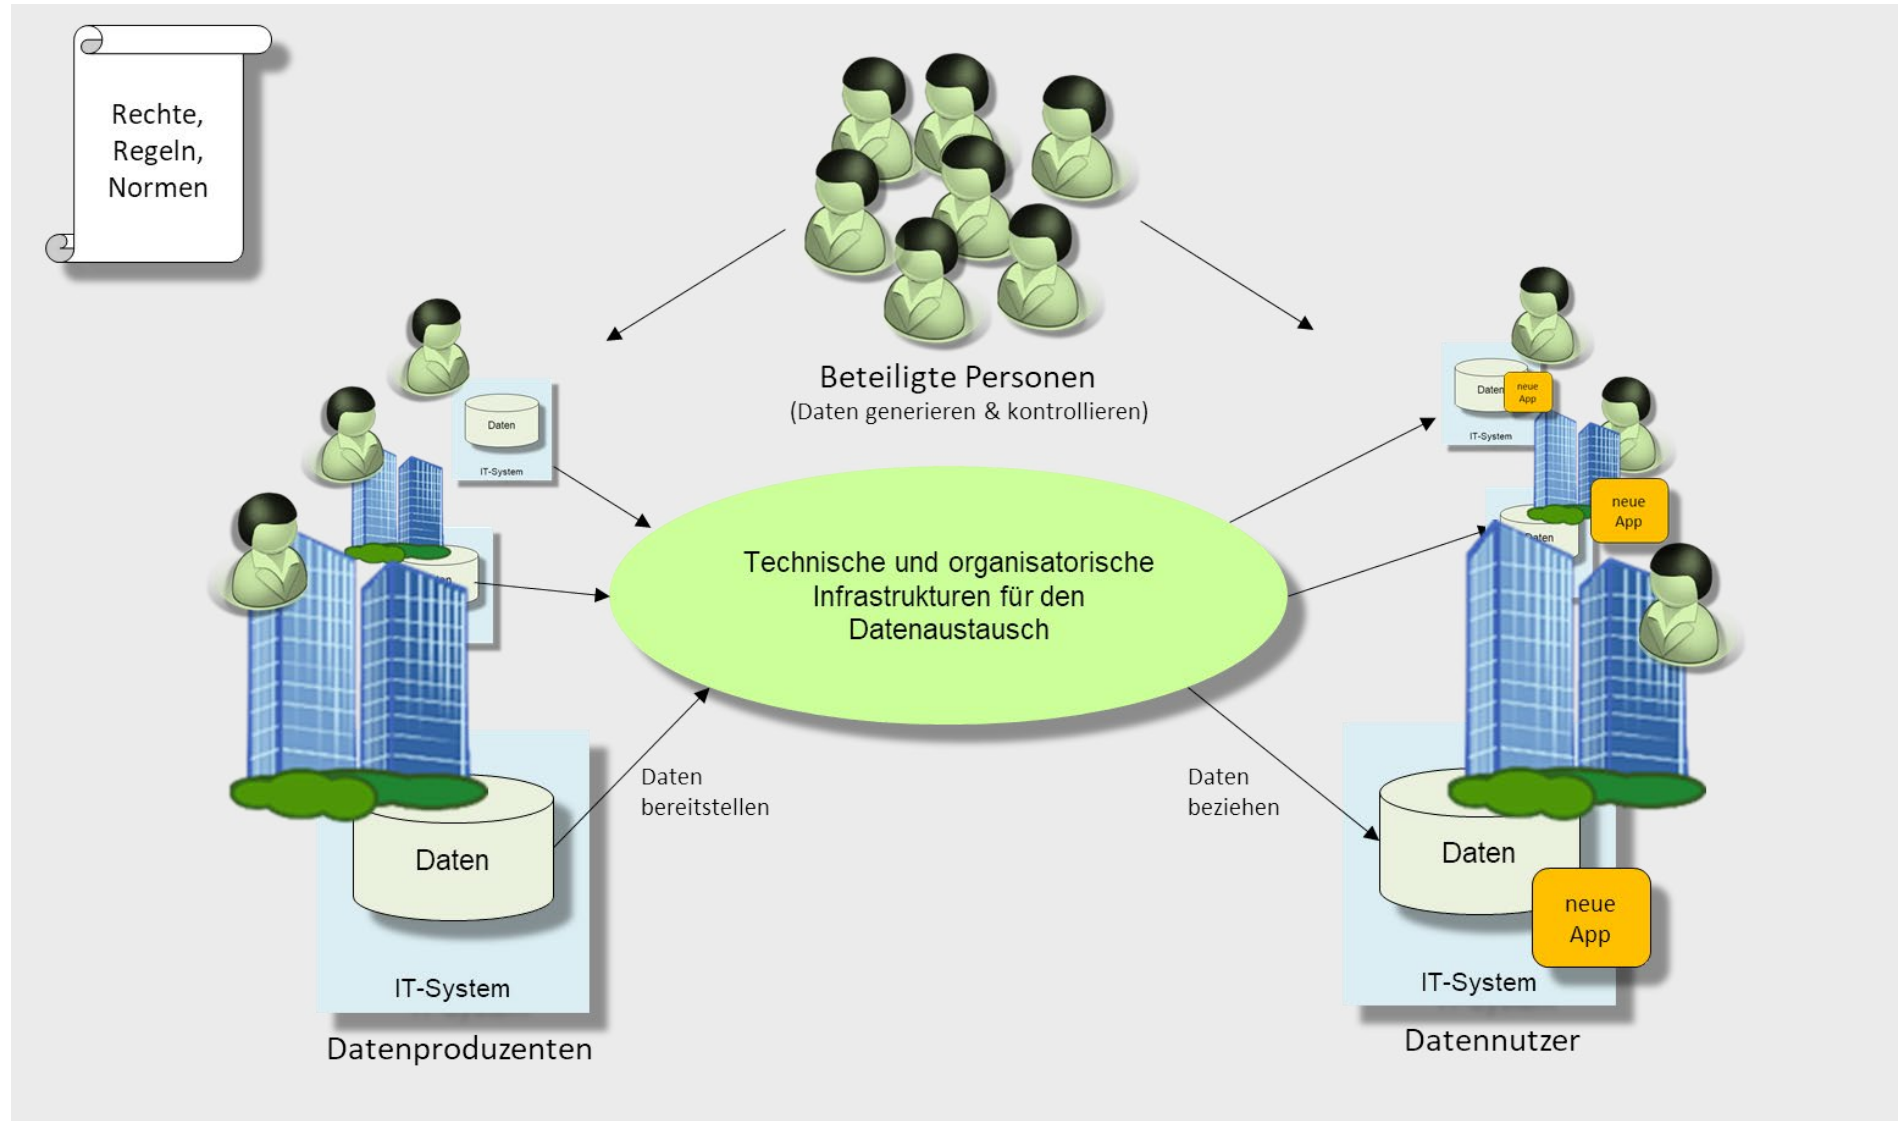 Rechte,
Regeln,
Normen
Beteiligte Personen
(Daten generieren & kontrollieren)
Daten
IT-System
Daten
neue
App
IT-System
neue
App
Daten
Technische und organisatorische
Infrastrukturen für den
Datenaustausch
Daten
bereitstellen
Daten
beziehen
Daten
IT-System
Datenproduzenten
Daten
neue
App
IT-System
Datennutzer